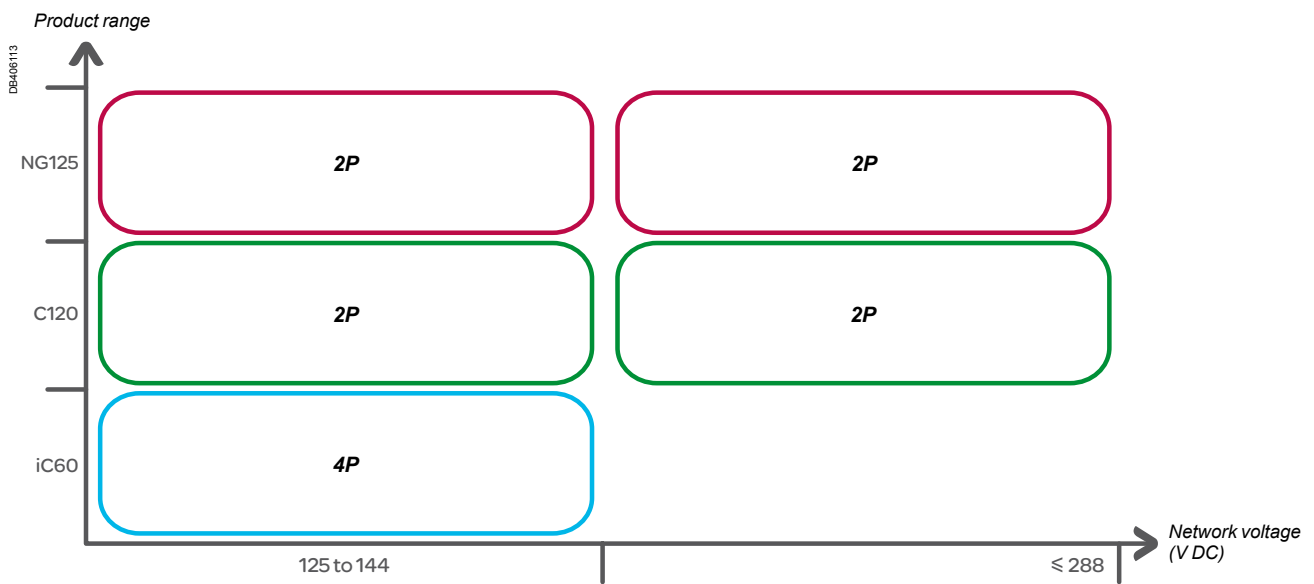 Product range
DB406113
NG125
2P
2P
C120
2P
2P
iC60
4P
Network voltage
(V DC)
125 to 144
≤ 288